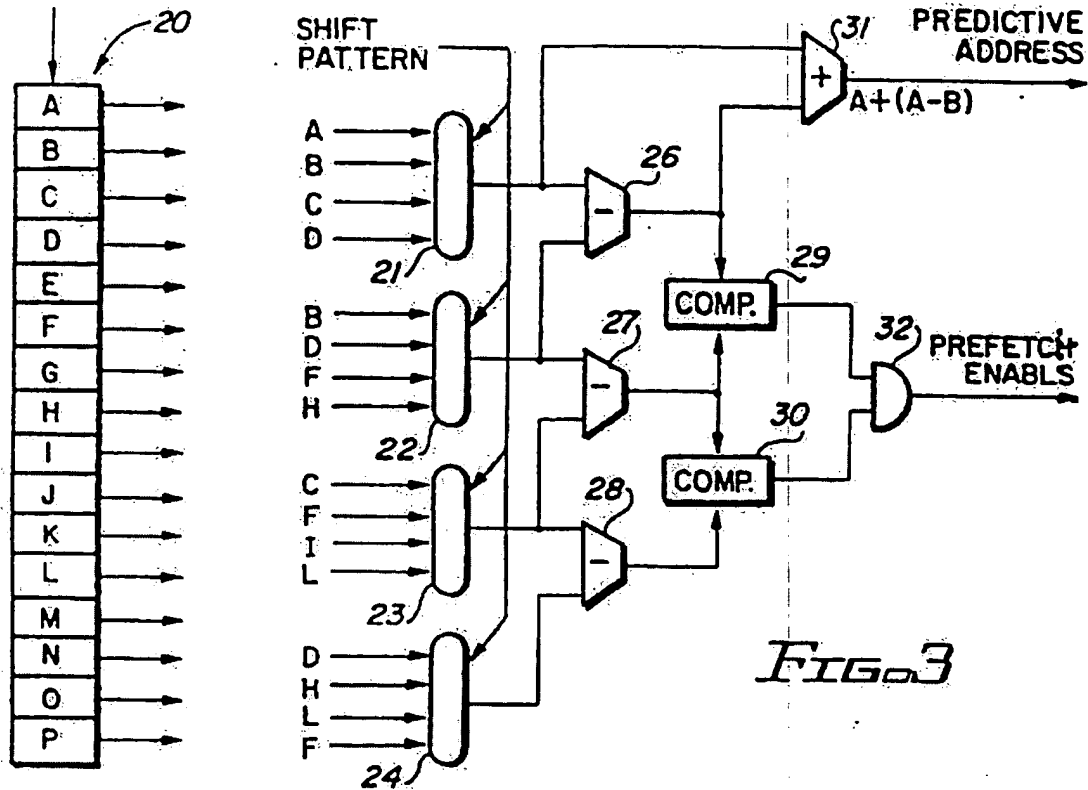 20
A
B
C
D
E
F
G
H
I
J
K
L
M
N
O
P
SHIFT
PATTERN
A
B
C
D
21
B
D
F
H
22
C
F
I
L
23
D
H
L
F
24
26
27
28
COMP.
29
COMP.
30
+
31
A+(A-B)
PREDICTIVE
ADDRESS
32
PREFETCH
ENABLS
-
-
-
FIG. 3